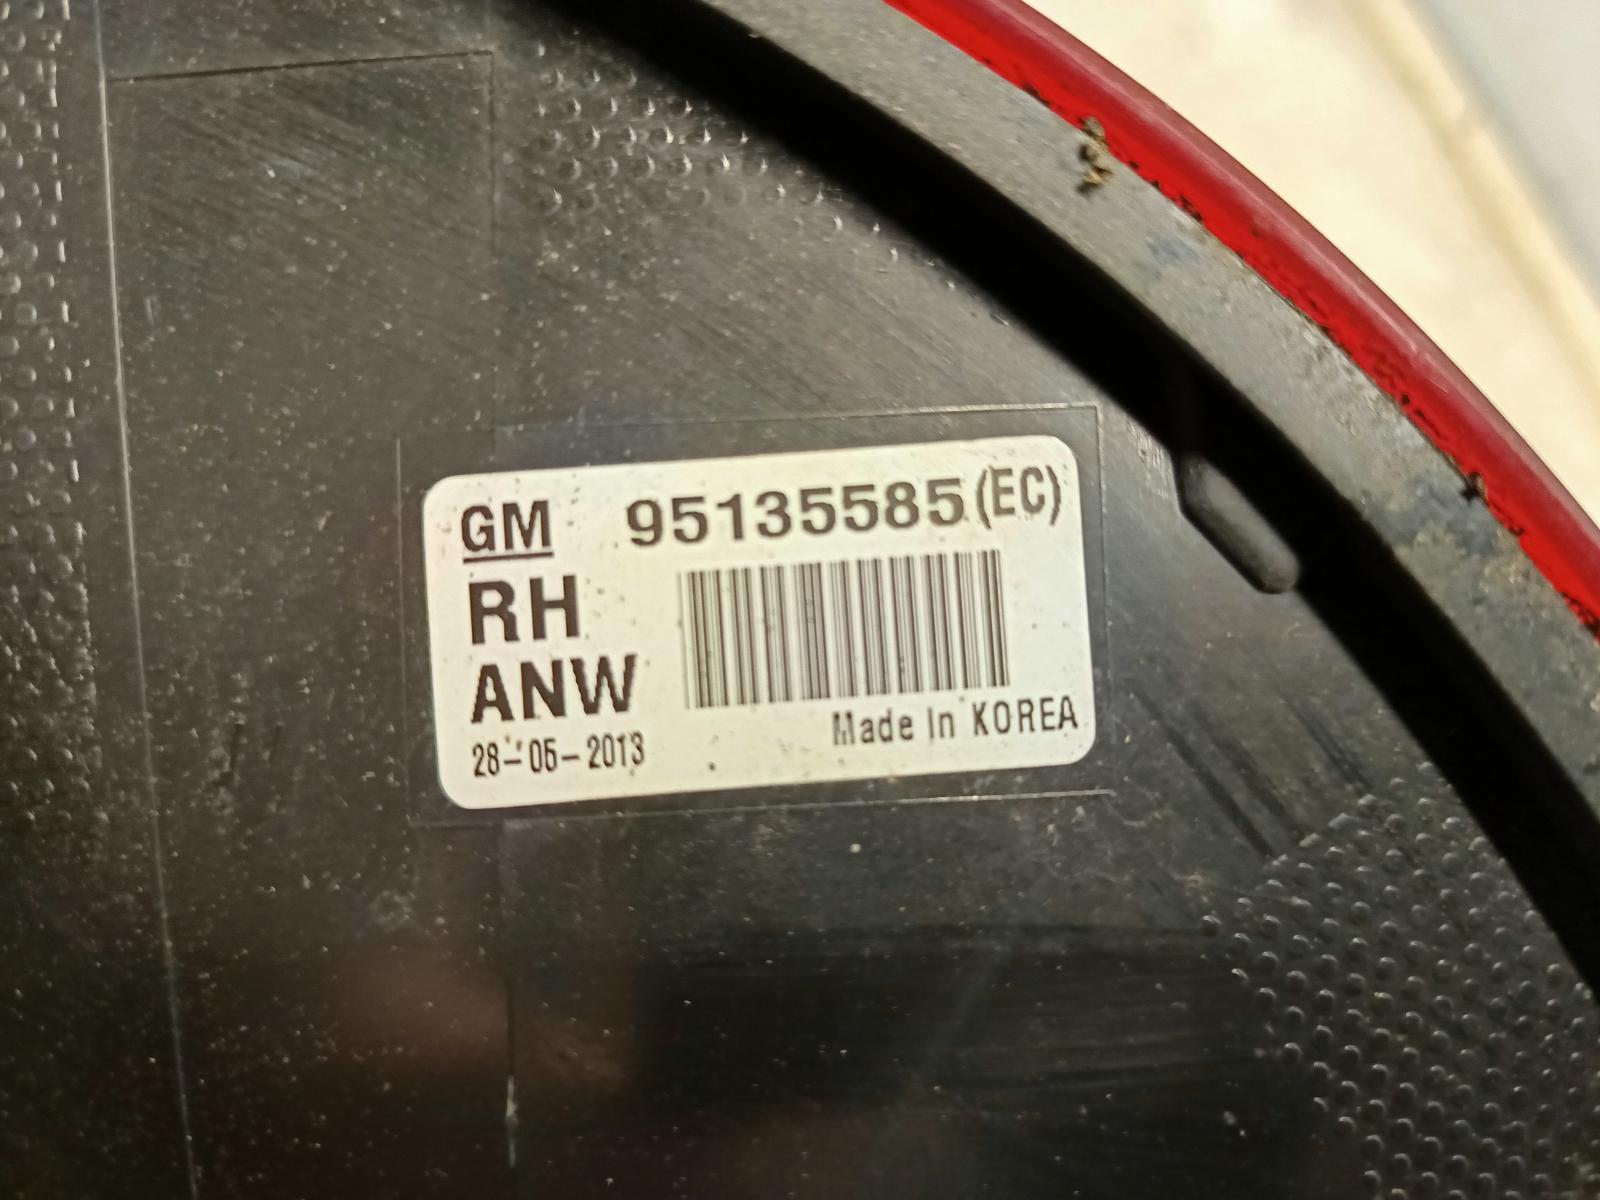 GM 95135585(EC)
RH
ANW
28-05-2013
Made In KOREA